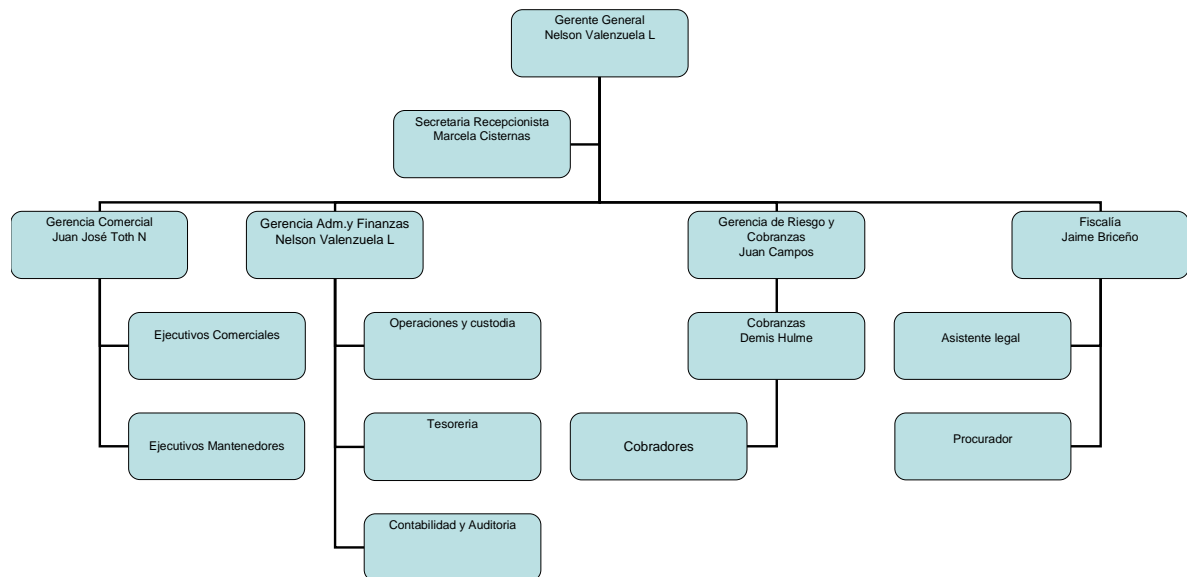 Gerente General
Nelson Valenzuela L
Secretaria Recepcionista
Marcela Cisternas
Gerencia Comercial
Juan José Toth N
Gerencia Adm.y Finanzas
Nelson Valenzuela L
Gerencia de Riesgo y
Cobranzas
Juan Campos
Fiscalía
Jaime Briceño
Ejecutivos Comerciales
Operaciones y custodia
Cobranzas
Demis Hulme
Asistente legal
Ejecutivos Mantenedores
Tesoreria
Cobradores
Procurador
Contabilidad y Auditoria